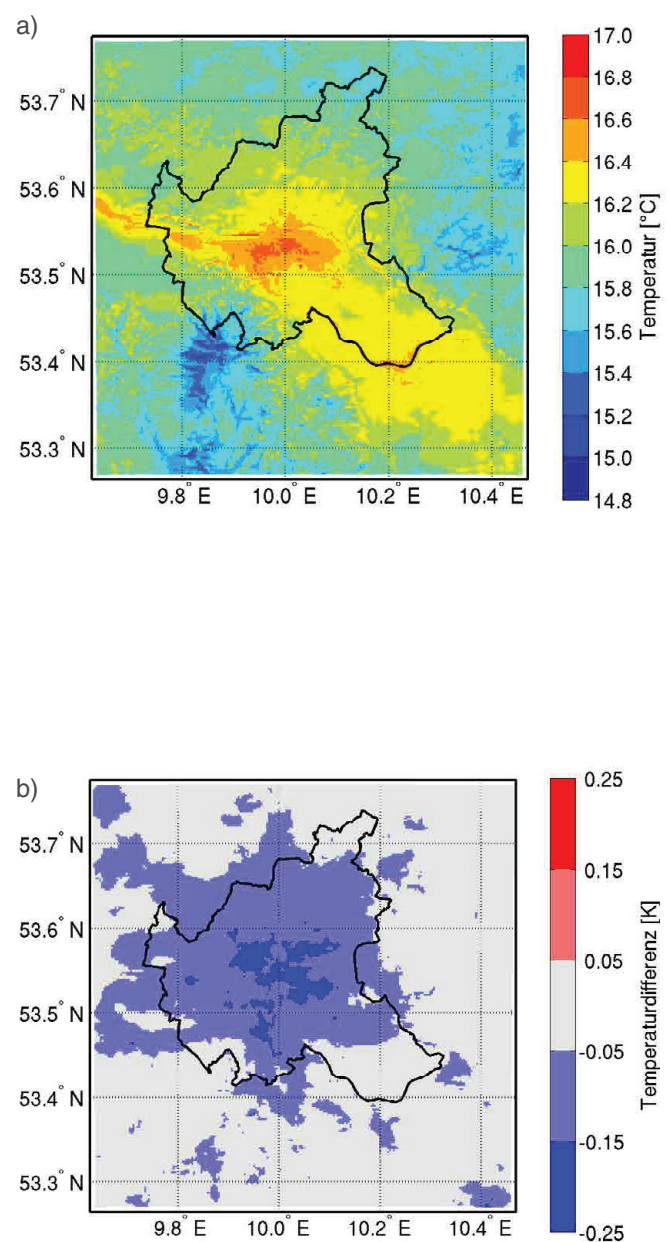 a)
53.7° N
53.6° N
53.5° N
53.4° N
53.3° N
9.8° E 10.0° E 10.2° E 10.4° E
17.0
16.8
16.6
16.4
16.2
16.0
15.8
15.6
15.4
15.2
15.0
14.8
Temperatur [°C]
b)
53.7° N
53.6° N
53.5° N
53.4° N
53.3° N
9.8° E 10.0° E 10.2° E 10.4° E
0.25
0.15
0.05
-0.05
-0.15
-0.25
Temperaturdifferenz [K]